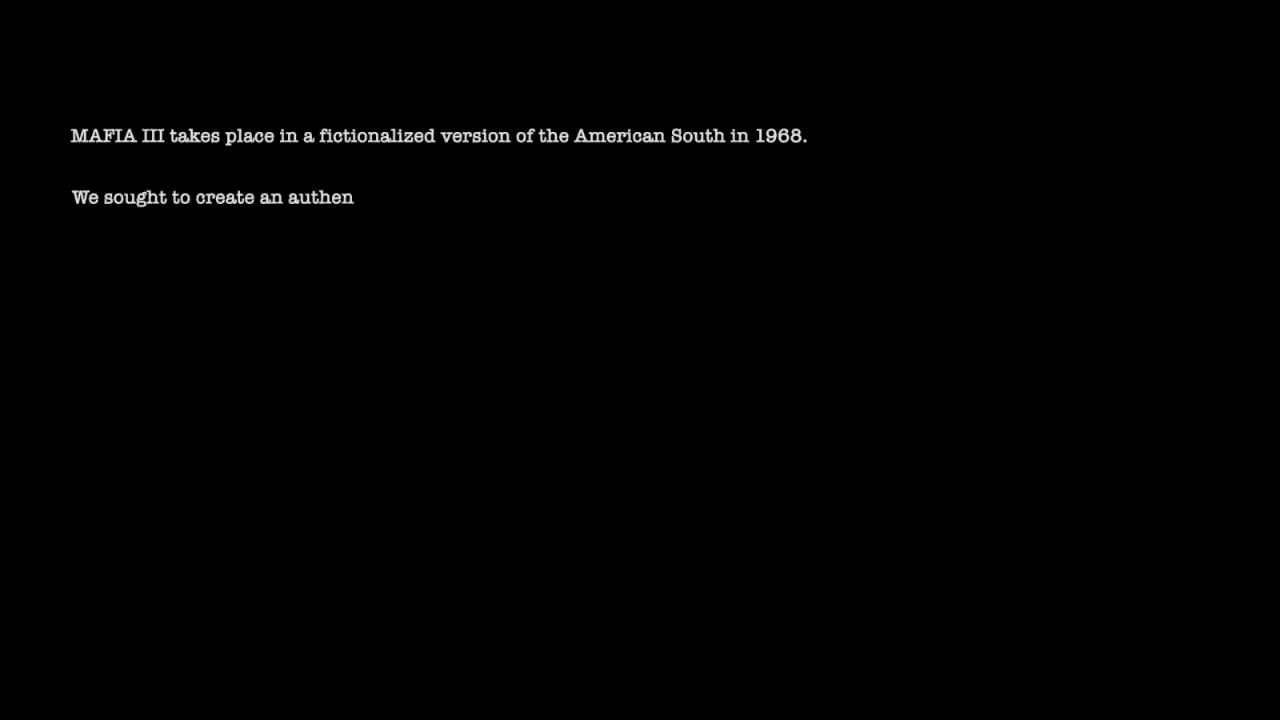 MAFIA III takes place in a fictionalized version of the American South in 1968.
We sought to create an authen